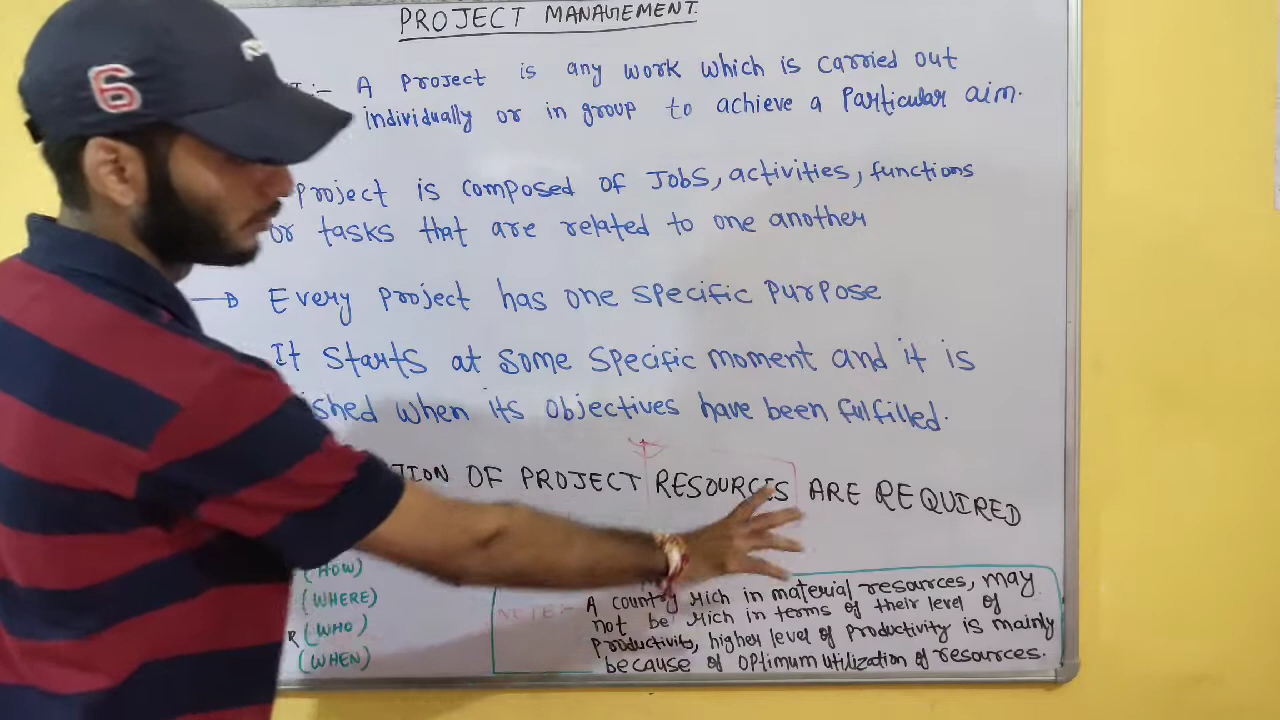 PROJECT MANAGEMENT
6
:- A Project is any work which is carried out
individually or in group to achieve a Particular aim.
Project is composed of Jobs, activities, functions
or tasks that are related to one another
Every project has one specific Purpose
It starts at some specific moment and it is
ished when its objectives have been fulfilled.
TION OF PROJECT RESOURCES ARE REQUIRED
(HOW)
(WHERE)
R (WHO)
(WHEN)
NOTE:- A country rich in material resources, may
not be rich in terms of their level of
Productivity, higher level of Productivity is mainly
because of optimum utilization of resources.